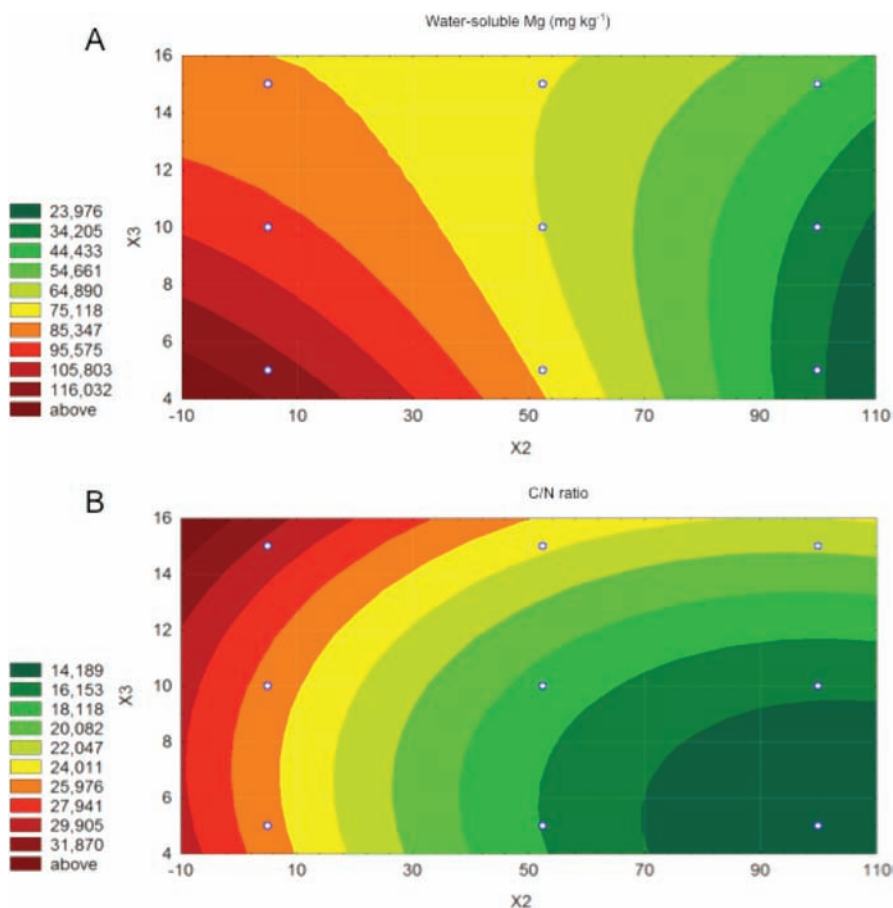 A
Water-soluble Mg (mg kg⁻¹)
16
14
12
10
8
6
4
X3
-10 10 30 50 70 90 110
X2
23,976
34,205
44,433
54,661
64,890
75,118
85,347
95,575
105,803
116,032
above
B
C/N ratio
16
14
12
10
8
6
4
X3
-10 10 30 50 70 90 110
X2
14,189
16,153
18,118
20,082
22,047
24,011
25,976
27,941
29,905
31,870
above